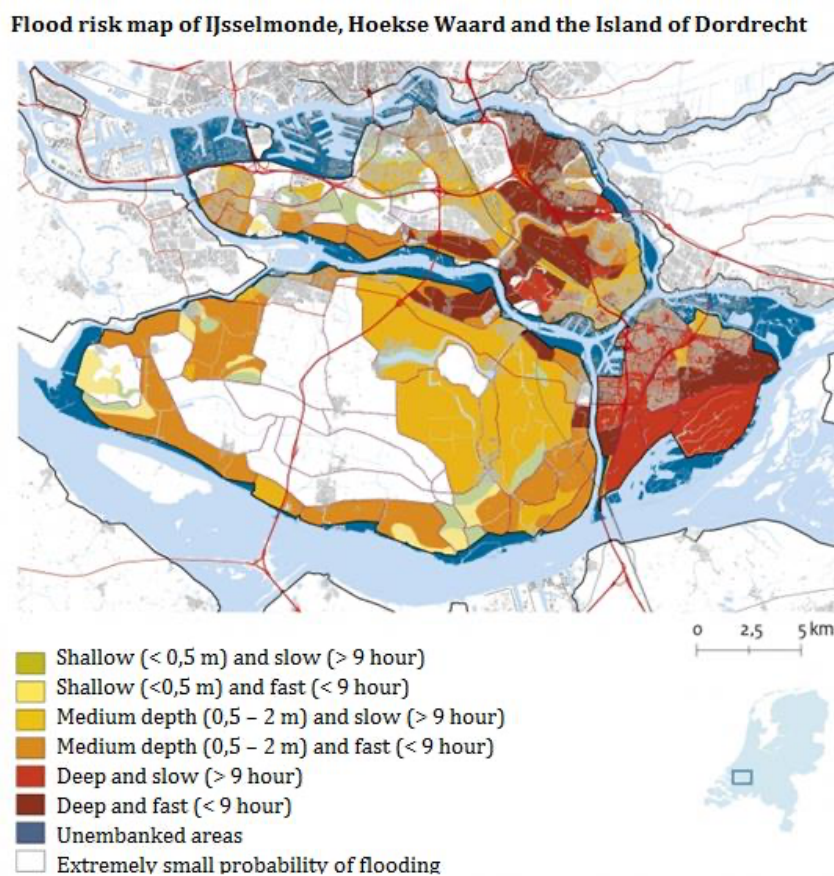 Flood risk map of IJsselmonde, Hoekse Waard and the Island of Dordrecht
0 2,5 5 km
Shallow (< 0,5 m) and slow (> 9 hour)
Shallow (<0,5 m) and fast (< 9 hour)
Medium depth (0,5 – 2 m) and slow (> 9 hour)
Medium depth (0,5 – 2 m) and fast (< 9 hour)
Deep and slow (> 9 hour)
Deep and fast (< 9 hour)
Unembanked areas
Extremely small probability of flooding